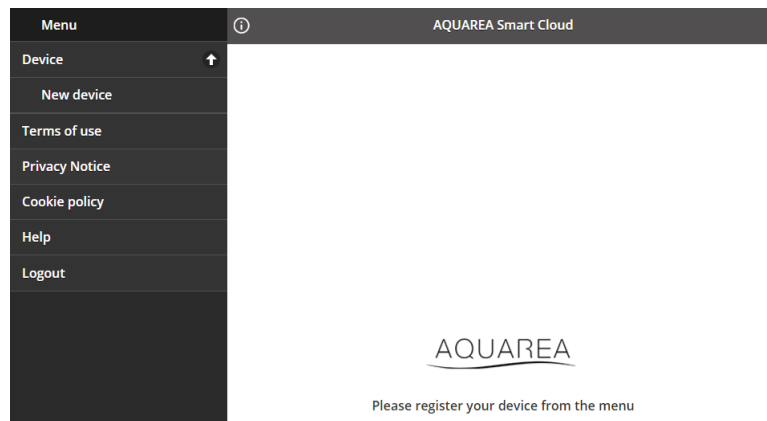 Menu
AQUAREA Smart Cloud
Device
New device
Terms of use
Privacy Notice
Cookie policy
Help
Logout
AQUAREA
Please register your device from the menu